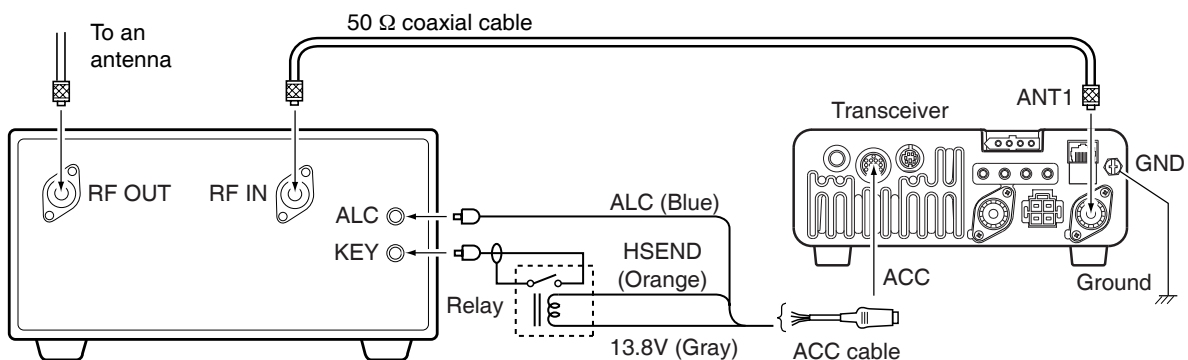 To an
antenna
50 Ω coaxial cable
ANT1
Transceiver
GND
RF OUT
RF IN
ALC
KEY
ALC (Blue)
HSEND
(Orange)
Relay
13.8V (Gray)
ACC
ACC cable
Ground